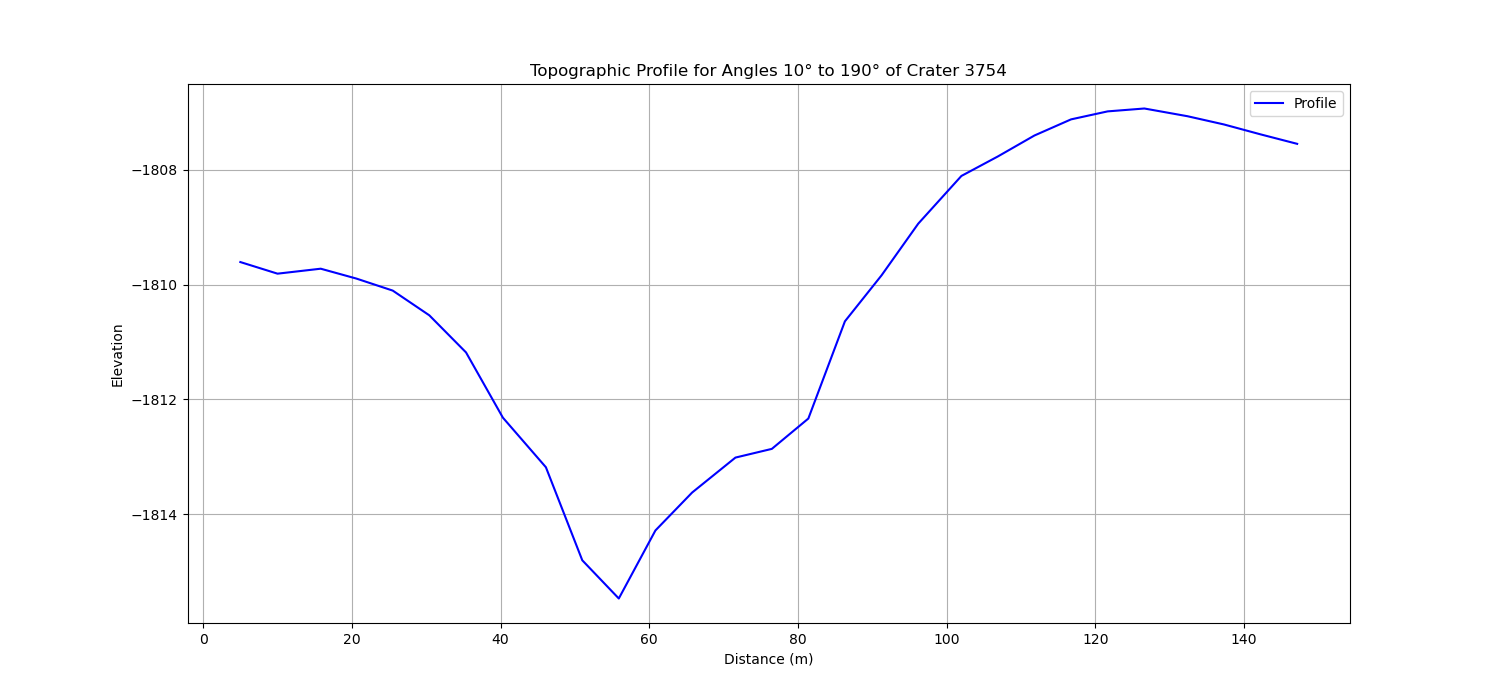 Topographic Profile for Angles 10° to 190° of Crater 3754
Profile
Elevation
−1808
−1810
−1812
−1814
0 20 40 60 80 100 120 140
Distance (m)